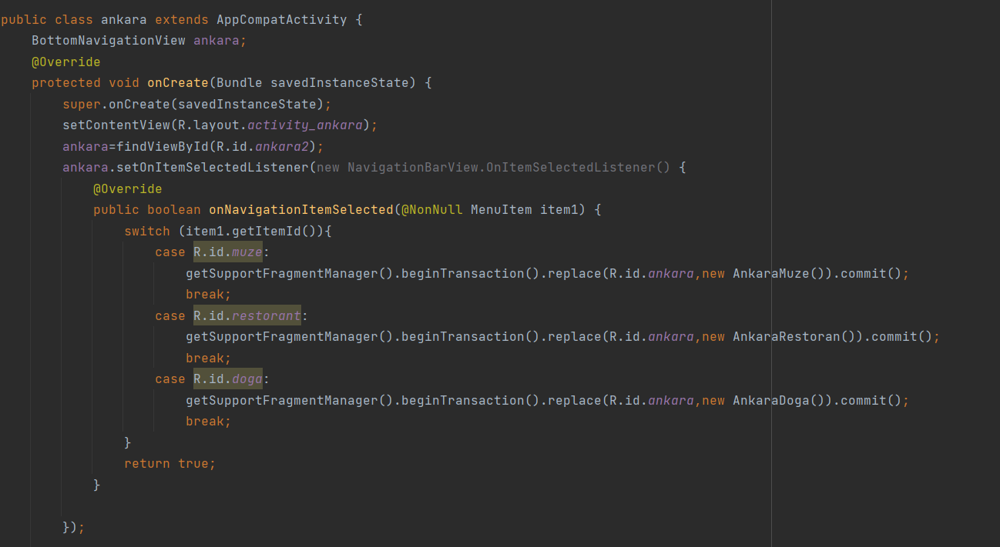 public class ankara extends AppCompatActivity {
    BottomNavigationView ankara;
    @Override
    protected void onCreate(Bundle savedInstanceState) {
        super.onCreate(savedInstanceState);
        setContentView(R.layout.activity_ankara);
        ankara=findViewById(R.id.ankara2);
        ankara.setOnItemSelectedListener(new NavigationBarView.OnItemSelectedListener() {
            @Override
            public boolean onNavigationItemSelected(@NonNull MenuItem item1) {
                switch (item1.getItemId()){
                    case R.id.muze:
                        getSupportFragmentManager().beginTransaction().replace(R.id.ankara,new AnkaraMuze()).commit();
                        break;
                    case R.id.restorant:
                        getSupportFragmentManager().beginTransaction().replace(R.id.ankara,new AnkaraRestoran()).commit();
                        break;
                    case R.id.doga:
                        getSupportFragmentManager().beginTransaction().replace(R.id.ankara,new AnkaraDoga()).commit();
                        break;
                }
                return true;
            }
        });